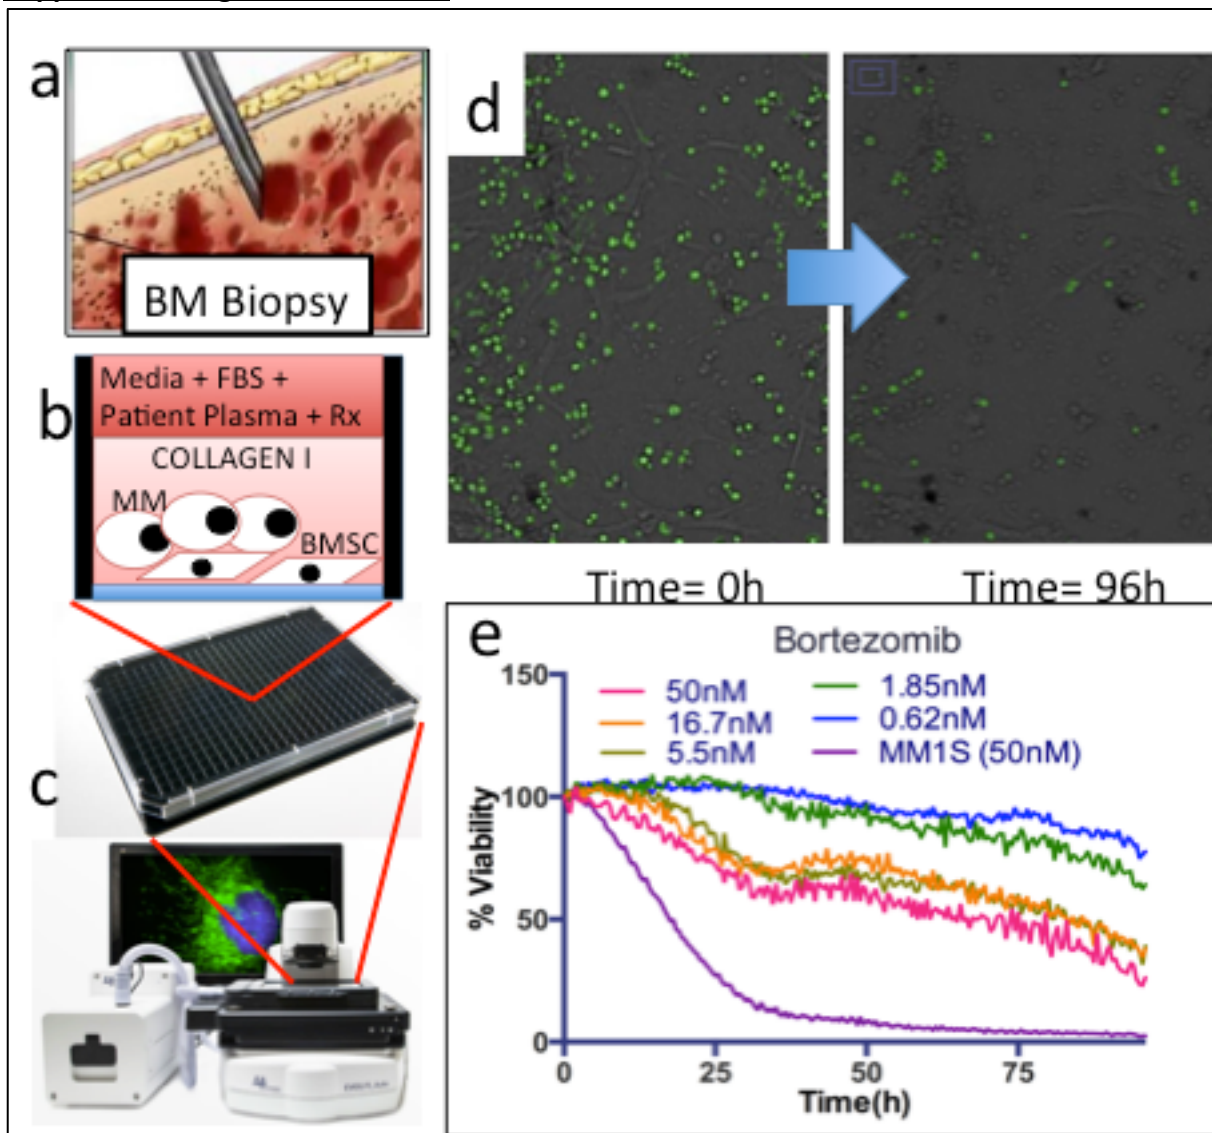 a
BM Biopsy
b
Media + FBS +
Patient Plasma + Rx
COLLAGEN I
MM
BMSC
c
d
Time= 0h
Time= 96h
e
Bortezomib
50nM
16.7nM
5.5nM
1.85nM
0.62nM
MM1S (50nM)
% Viability
150
100
50
0
0 25 50 75
Time(h)